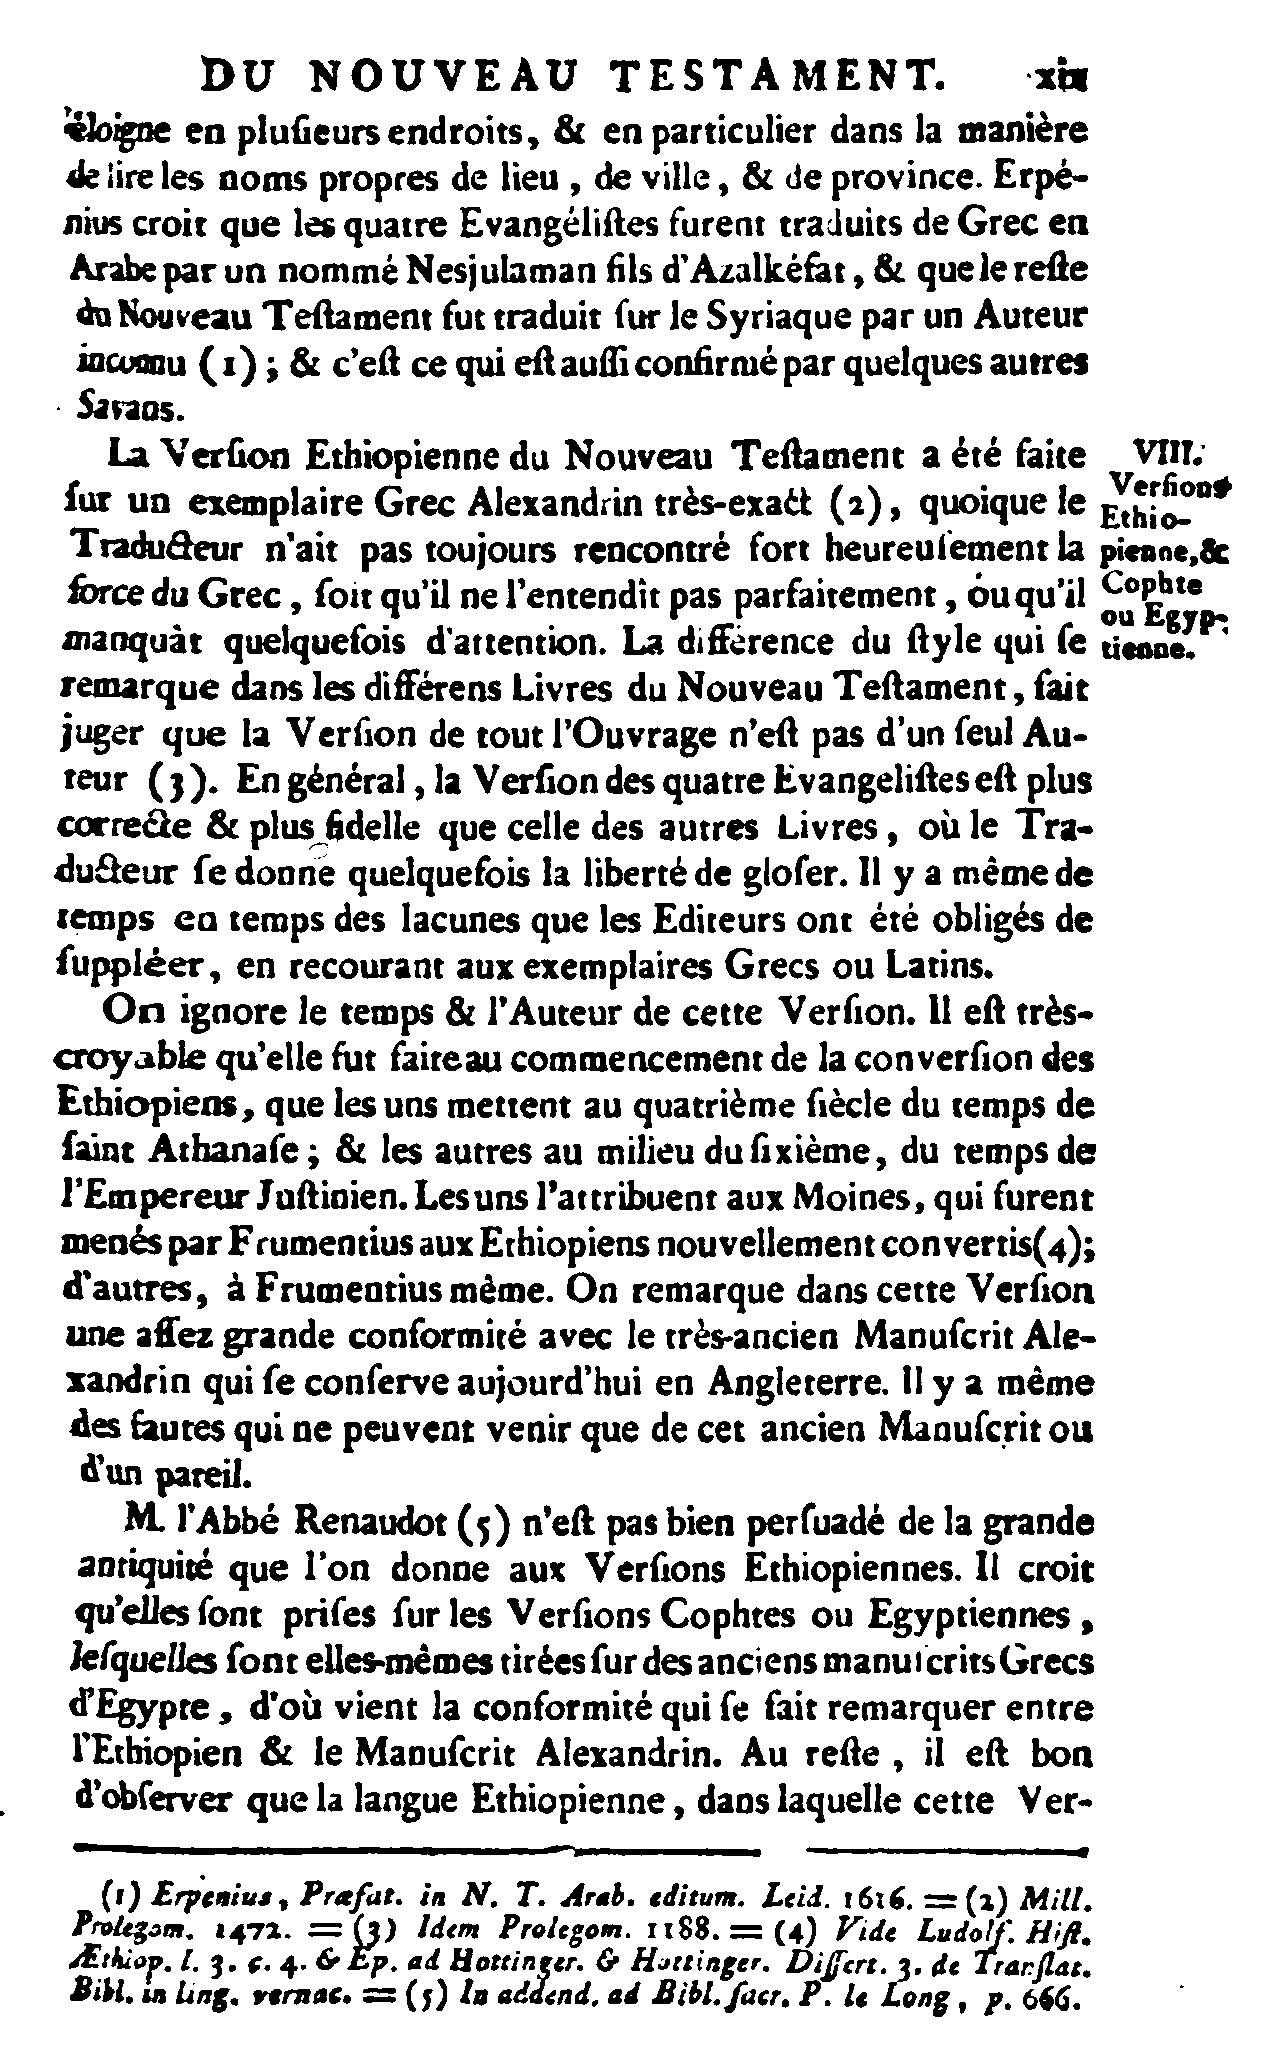 DU NOUVEAU TESTAMENT. xix
éloigne en pluſieurs endroits, & en particulier dans la manière
de lire les noms propres de lieu, de ville, & de province. Erpé-
nius croit que les quatre Evangéliſtes furent traduits de Grec en
Arabe par un nommé Nesjulaman fils d'Azalkéfat, & que le reſte
du Nouveau Teſtament fut traduit ſur le Syriaque par un Auteur
inconnu (1); & c'eſt ce qui eſt auſſi confirmé par quelques autres
Savans.
La Verſion Ethiopienne du Nouveau Teſtament a été faite
ſur un exemplaire Grec Alexandrin très-exact (2), quoique le
Traducteur n'ait pas toujours rencontré fort heureuſement la
force du Grec, ſoit qu'il ne l'entendît pas parfaitement, ou qu'il
manquât quelquefois d'attention. La différence du ſtyle qui ſe
remarque dans les différens Livres du Nouveau Teſtament, fait
juger que la Verſion de tout l'Ouvrage n'eſt pas d'un ſeul Au-
teur (3). En général, la Verſion des quatre Evangeliſtes eſt plus
correcte & plus fidelle que celle des autres Livres, où le Tra-
ducteur ſe donne quelquefois la liberté de gloſer. Il y a même de
temps en temps des lacunes que les Editeurs ont été obligés de
ſuppléer, en recourant aux exemplaires Grecs ou Latins.
VIII.
Verſions
Ethio-
pienne, &
Cophte
ou Egyp-
tienne.
On ignore le temps & l'Auteur de cette Verſion. Il eſt très-
croyable qu'elle fut faite au commencement de la converſion des
Ethiopiens, que les uns mettent au quatrième ſiècle du temps de
ſaint Athanaſe; & les autres au milieu du ſixième, du temps de
l'Empereur Juſtinien. Les uns l'attribuent aux Moines, qui furent
menés par Frumentius aux Ethiopiens nouvellement convertis (4);
d'autres, à Frumentius même. On remarque dans cette Verſion
une aſſez grande conformité avec le très-ancien Manuſcrit Ale-
xandrin qui ſe conſerve aujourd'hui en Angleterre. Il y a même
des fautes qui ne peuvent venir que de cet ancien Manuſcrit ou
d'un pareil.
M. l'Abbé Renaudot (5) n'eſt pas bien perſuadé de la grande
antiquité que l'on donne aux Verſions Ethiopiennes. Il croit
qu'elles ſont priſes ſur les Verſions Cophtes ou Egyptiennes,
leſquelles ſont elles-mêmes tirées ſur des anciens manuſcrits Grecs
d'Egypte, d'où vient la conformité qui ſe fait remarquer entre
l'Ethiopien & le Manuſcrit Alexandrin. Au reſte, il eſt bon
d'obſerver que la langue Ethiopienne, dans laquelle cette Ver-
(1) Erpenius, Præfat. in N. T. Arab. editum. Leid. 1616. = (2) Mill.
Prolegom. 1472. = (3) Idem Prolegom. 1188. = (4) Vide Ludolf. Hiſt.
Æthiop. l. 3. c. 4. & Ep. ad Hottinger. & Hottinger. Diſſert. 3. de Tranſlat.
Bibl. in ling. vernac. = (5) In addend. ad Bibl. ſacr. P. le Long, p. 666.